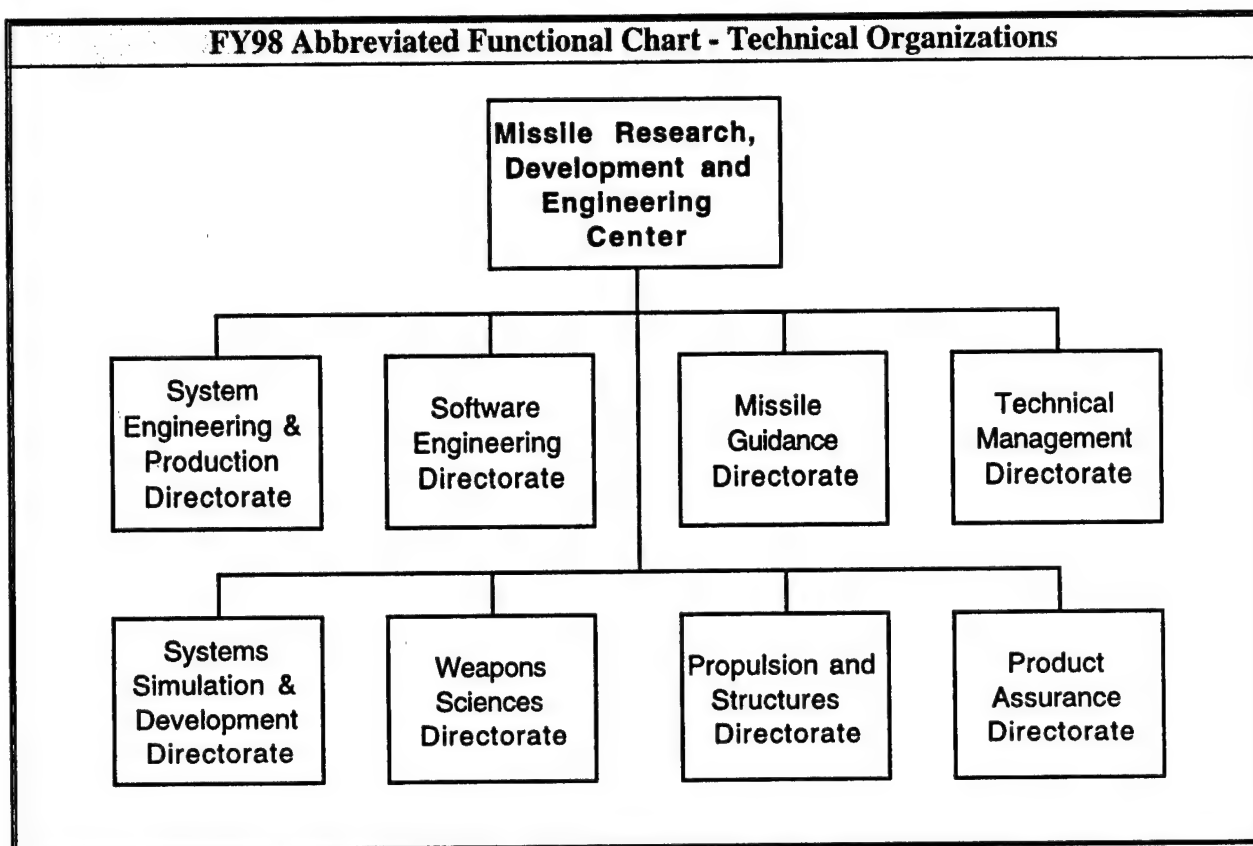 FY98 Abbreviated Functional Chart - Technical Organizations
Missile Research,
Development and
Engineering
Center
System
Engineering &
Production
Directorate
Software
Engineering
Directorate
Missile
Guidance
Directorate
Technical
Management
Directorate
Systems
Simulation &
Development
Directorate
Weapons
Sciences
Directorate
Propulsion and
Structures
Directorate
Product
Assurance
Directorate